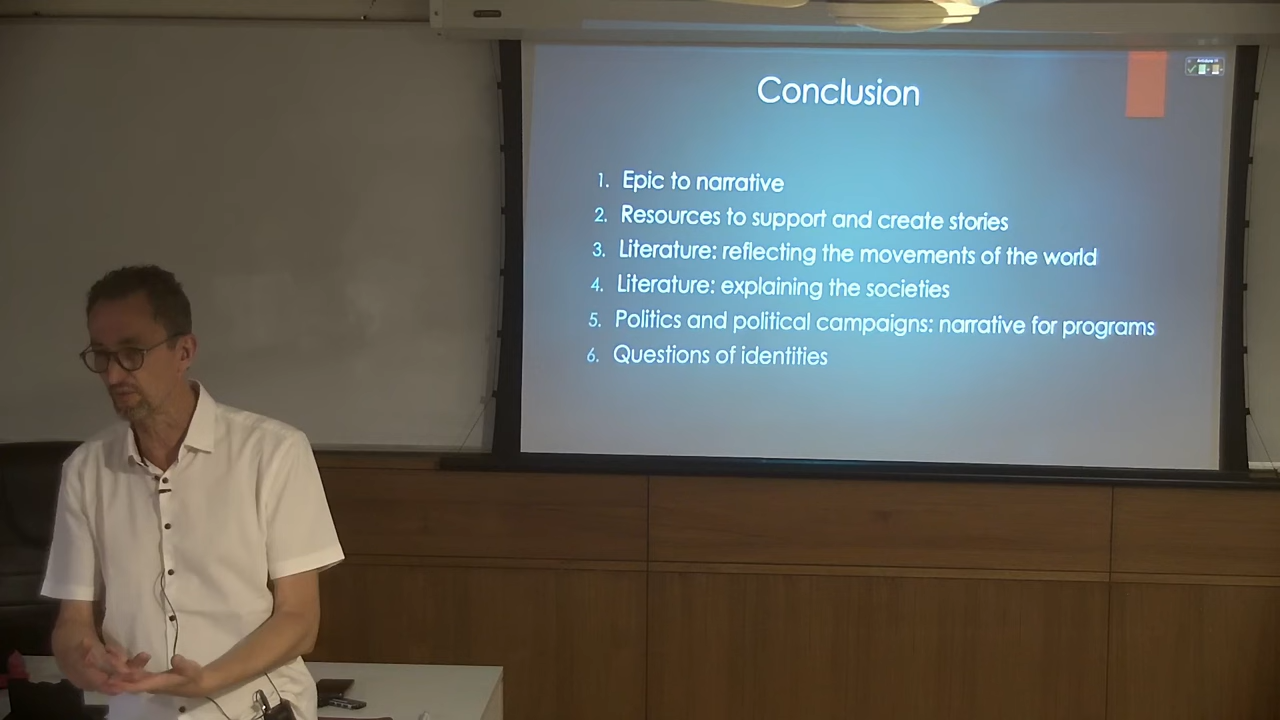 Conclusion
1. Epic to narrative
2. Resources to support and create stories
3. Literature: reflecting the movements of the world
4. Literature: explaining the societies
5. Politics and political campaigns: narrative for programs
6. Questions of identities